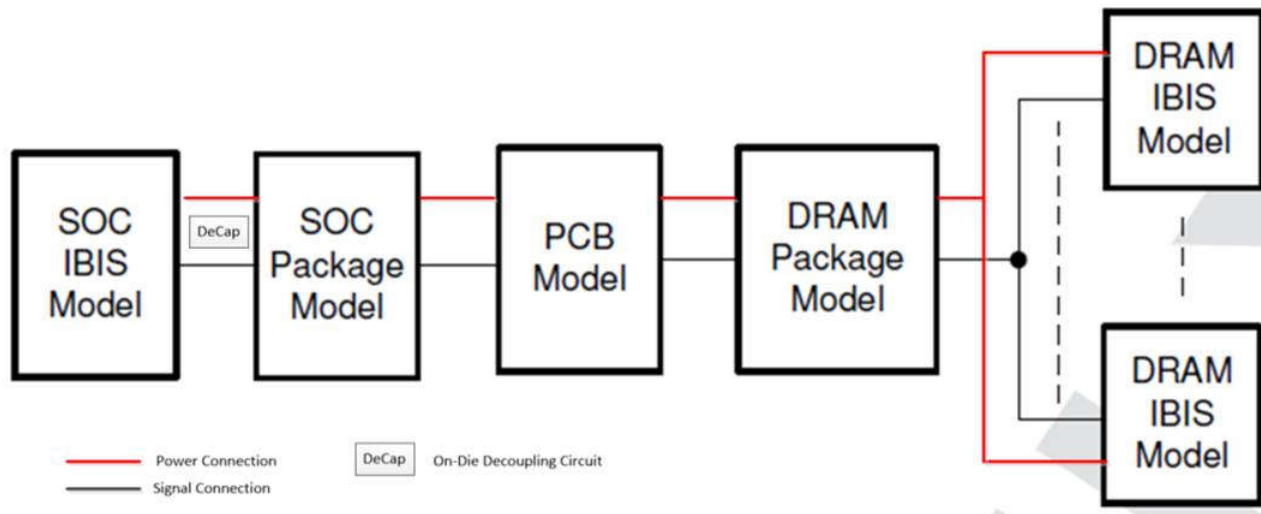 SOC
IBIS
Model
DeCap
SOC
Package
Model
PCB
Model
DRAM
Package
Model
DRAM
IBIS
Model
DRAM
IBIS
Model
Power Connection
Signal Connection
DeCap
On-Die Decoupling Circuit